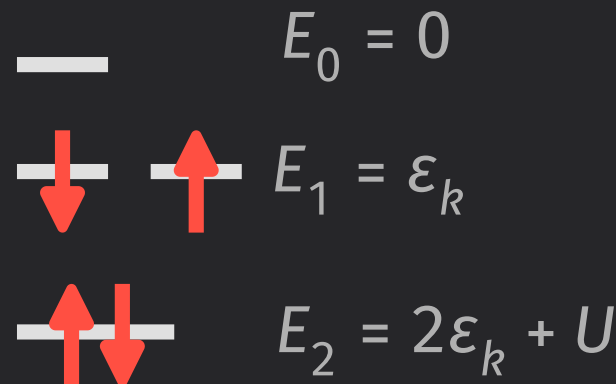 E₀ = 0
E₁ = εₖ
E₂ = 2εₖ + U